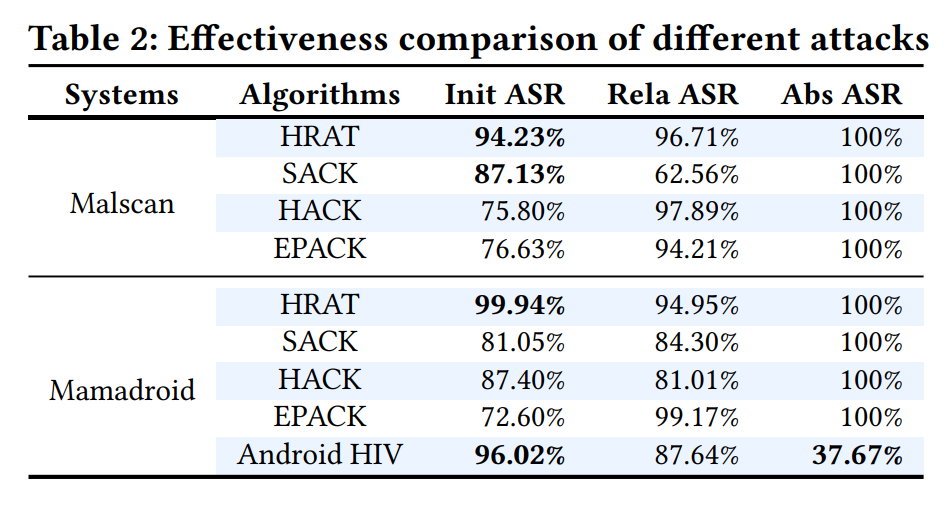 Table 2: Effectiveness comparison of different attacks
Systems Algorithms Init ASR Rela ASR Abs ASR
HRAT 94.23% 96.71% 100%
SACK 87.13% 62.56% 100%
Malscan
HACK 75.80% 97.89% 100%
EPACK 76.63% 94.21% 100%
HRAT 99.94% 94.95% 100%
SACK 81.05% 84.30% 100%
Mamadroid HACK 87.40% 81.01% 100%
EPACK 72.60% 99.17% 100%
Android HIV 96.02% 87.64% 37.67%